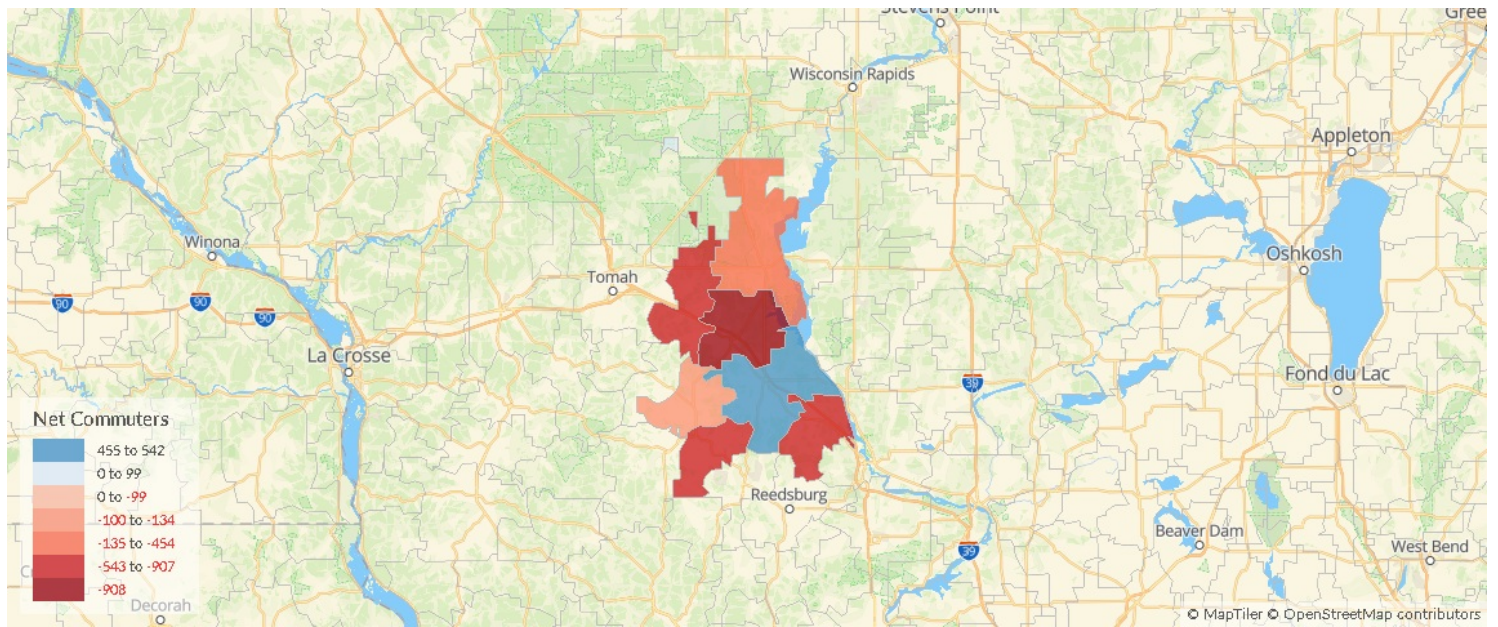 Stevens Point
Gree
Wisconsin Rapids
Appleton
Winona
Oshkosh
Tomah
90
90
90
La Crosse
39
Fond du Lac
Net Commuters
455 to 542
0 to 99
0 to -99
-100 to -134
-135 to -454
-543 to -907
-908
Reedsburg
Beaver Dam
39
West Bend
Decorah
© MapTiler © OpenStreetMap contributors